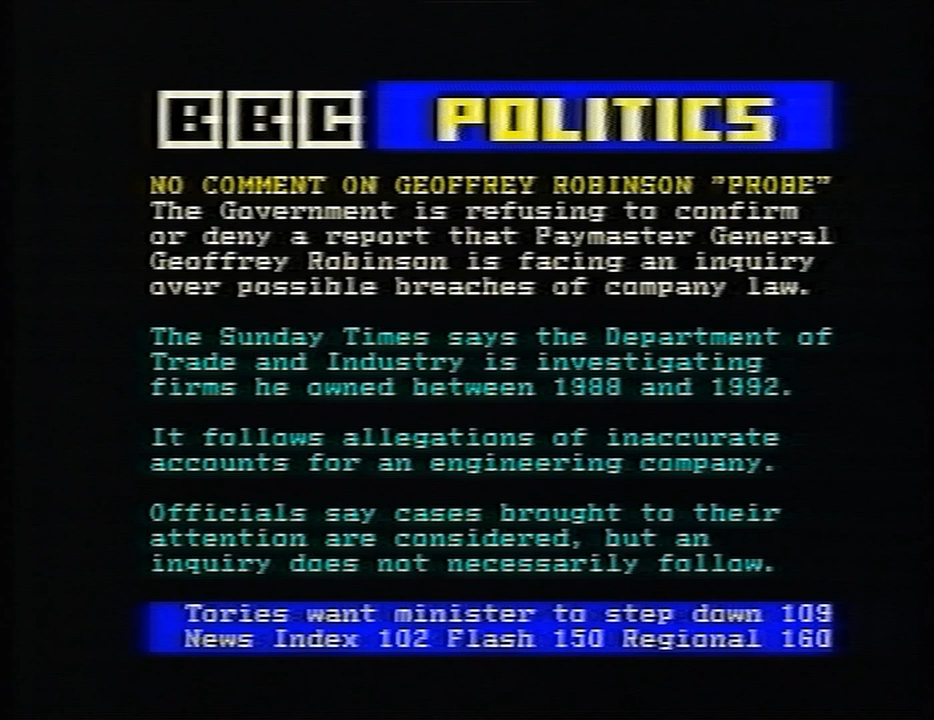 BBC POLITICS
NO COMMENT ON GEOFFREY ROBINSON "PROBE"
The Government is refusing to confirm
or deny a report that Paymaster General
Geoffrey Robinson is facing an inquiry
over possible breaches of company law.
The Sunday Times says the Department of
Trade and Industry is investigating
firms he owned between 1988 and 1992.
It follows allegations of inaccurate
accounts for an engineering company.
Officials say cases brought to their
attention are considered, but an
inquiry does not necessarily follow.
Tories want minister to step down 109
News Index 102 Flash 150 Regional 160